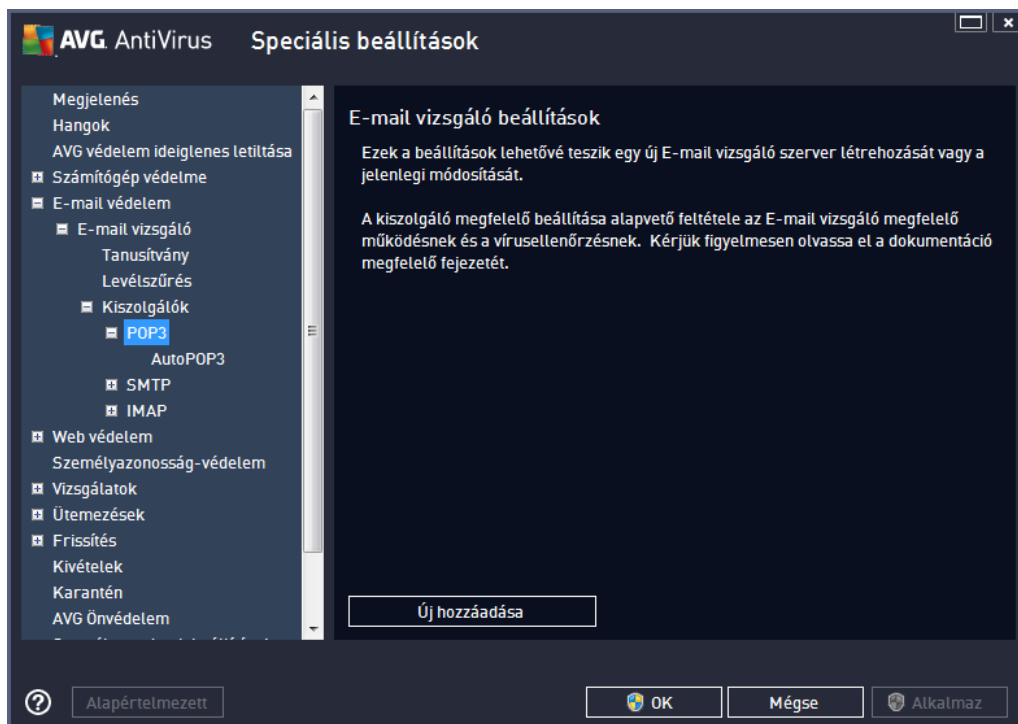 AVG. AntiVirus Speciális beállítások
Megjelenés
Hangok
AVG védelem ideiglenes letiltása
Számítógép védelme
E-mail védelem
E-mail vizsgáló
Tanusítvány
Levélszűrés
Kiszolgálók
POP3
AutoPOP3
SMTP
IMAP
Web védelem
Személyazonosság-védelem
Vizsgálatok
Ütemezések
Frissítés
Kivételek
Karantén
AVG Önvédelem
E-mail vizsgáló beállítások
Ezek a beállítások lehetővé teszik egy új E-mail vizsgáló szerver létrehozását vagy a
jelenlegi módosítását.
A kiszolgáló megfelelő beállítása alapvető feltétele az E-mail vizsgáló megfelelő
működésnek és a vírusellenőrzésnek. Kérjük figyelmesen olvassa el a dokumentáció
megfelelő fejezetét.
Új hozzáadása
Alapértelmezett
OK
Mégse
Alkalmaz